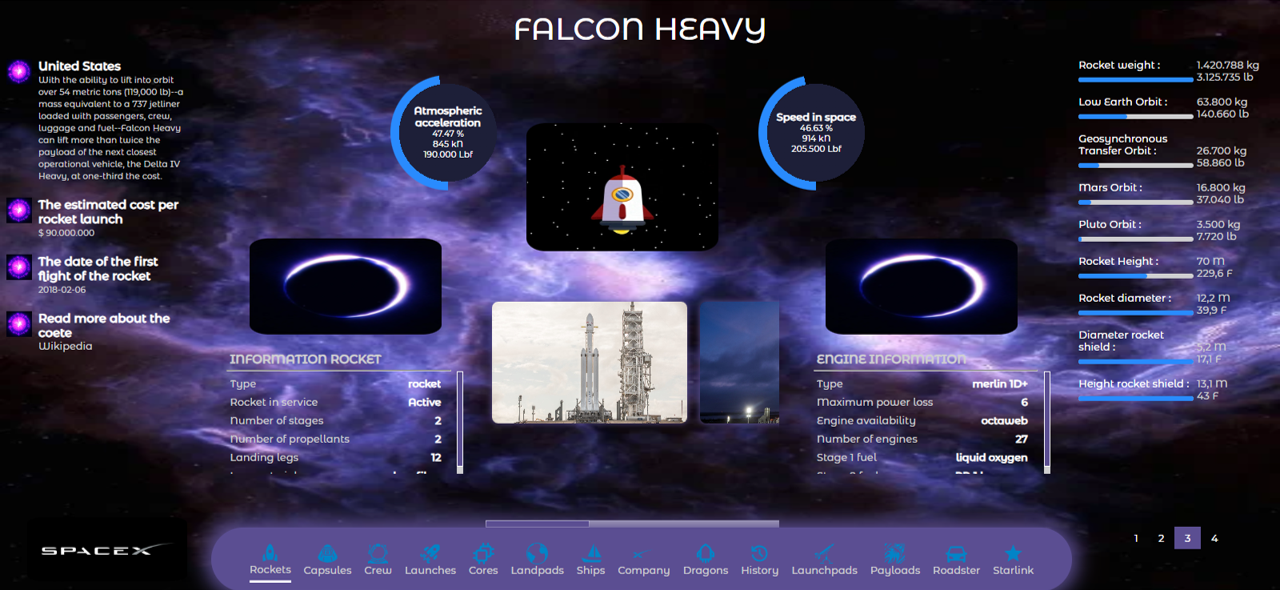 FALCON HEAVY
United States
With the ability to lift into orbit
over 54 metric tons (119,000 lb)--a
mass equivalent to a 737 jetliner
loaded with passengers, crew,
luggage and fuel--Falcon Heavy
can lift more than twice the
payload of the next closest
operational vehicle, the Delta IV
Heavy, at one-third the cost.
The estimated cost per
rocket launch
$ 90.000.000
The date of the first
flight of the rocket
2018-02-06
Read more about the
coete
Wikipedia
Atmospheric
acceleration
47.47 %
845 kN
190.000 Lbf
Speed in space
46.63 %
914 kN
205.500 Lbf
INFORMATION ROCKET
Type rocket
Rocket in service Active
Number of stages 2
Number of propellants 2
Landing legs 12
ENGINE INFORMATION
Type merlin 1D+
Maximum power loss 6
Engine availability octaweb
Number of engines 27
Stage 1 fuel liquid oxygen
Rocket weight : 1.420.788 kg
3.125.735 lb
Low Earth Orbit : 63.800 kg
140.660 lb
Geosynchronous
Transfer Orbit : 26.700 kg
58.860 lb
Mars Orbit : 16.800 kg
37.040 lb
Pluto Orbit : 3.500 kg
7.720 lb
Rocket Height : 70 M
229,6 F
Rocket diameter : 12,2 M
39,9 F
Diameter rocket
shield : 5,2 M
17,1 F
Height rocket shield : 13,1 M
43 F
SPACEX
1 2 3 4
Rockets Capsules Crew Launches Cores Landpads Ships Company Dragons History Launchpads Payloads Roadster Starlink